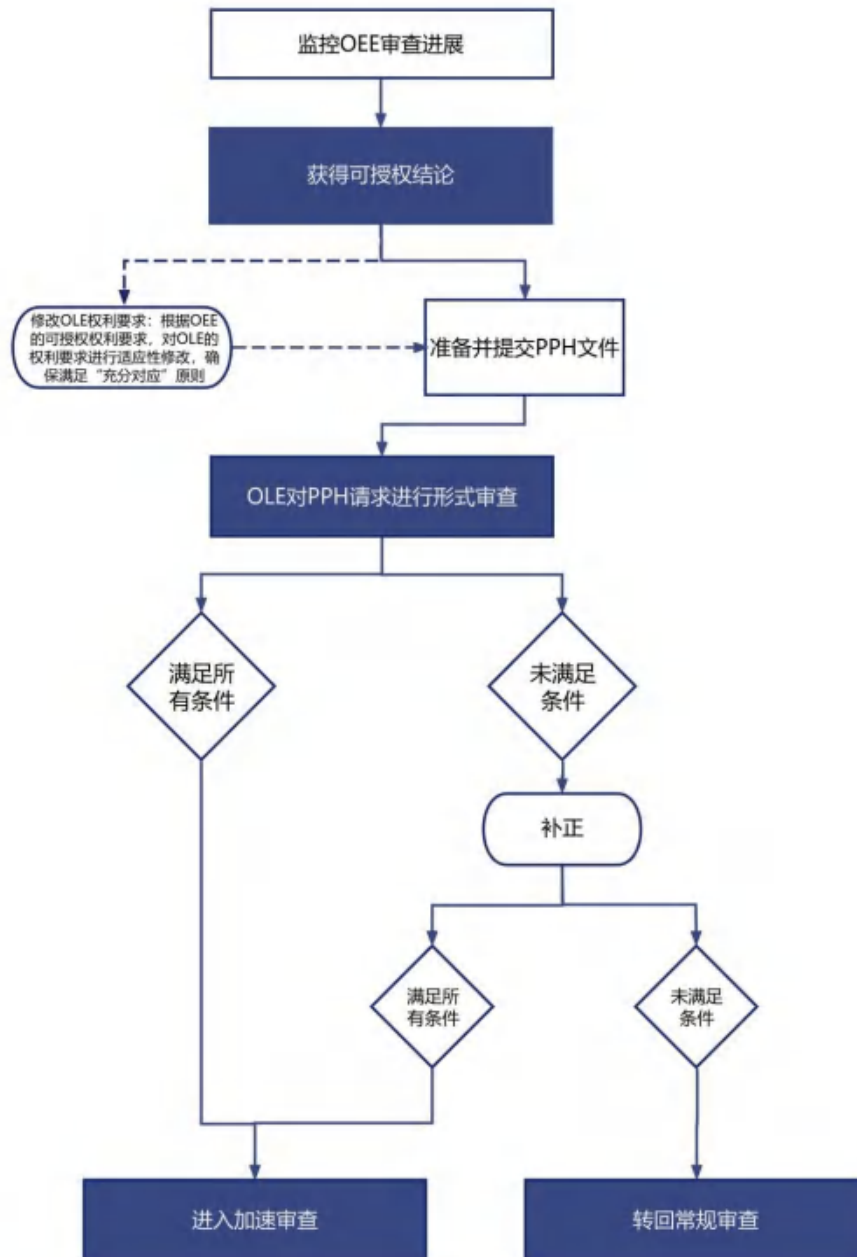 监控OEE审查进展
获得可授权结论
修改OLE权利要求：根据OEE
的可授权权利要求，对OLE的
权利要求进行适应性修改，确
保满足“充分对应”原则
准备并提交PPH文件
OLE对PPH请求进行形式审查
满足所
有条件
未满足
条件
补正
满足所
有条件
未满足
条件
进入加速审查
转回常规审查